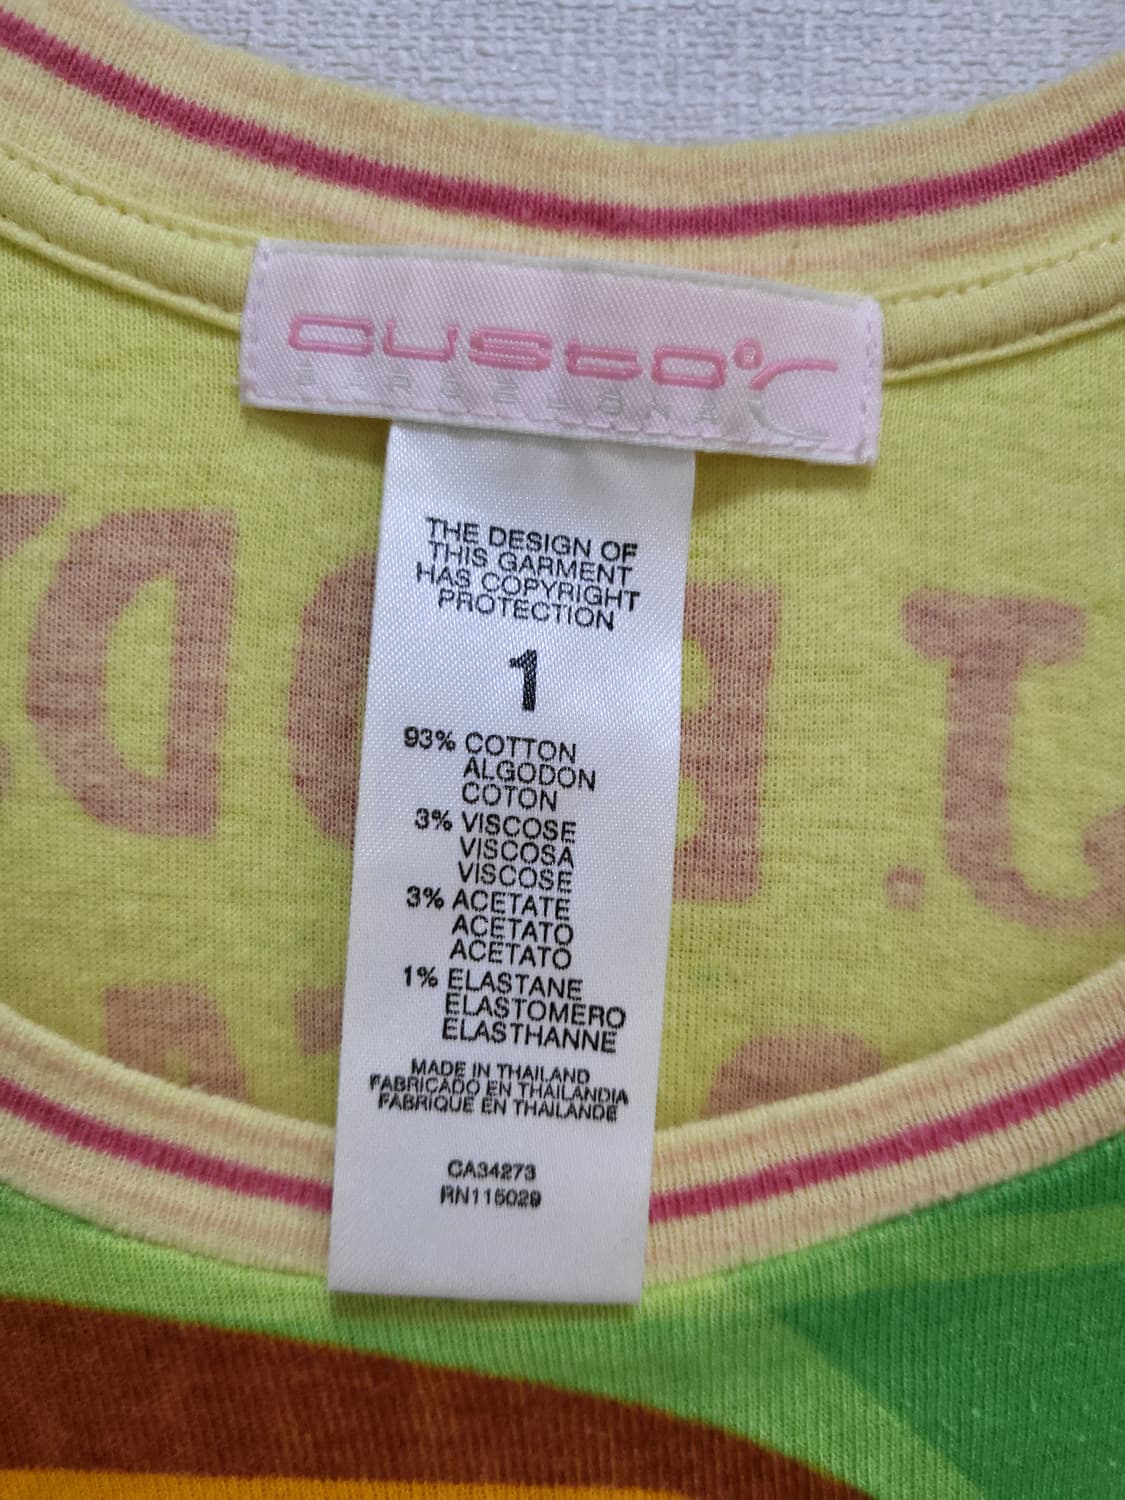 custo®
BARCELONA
THE DESIGN OF
THIS GARMENT
HAS COPYRIGHT
PROTECTION
1
93% COTTON
ALGODON
COTON
3% VISCOSE
VISCOSA
VISCOSE
3% ACETATE
ACETATO
ACETATO
1% ELASTANE
ELASTOMERO
ELASTHANNE
MADE IN THAILAND
FABRICADO EN THAILANDIA
FABRIQUE EN THAILANDE
CA34273
RN115029